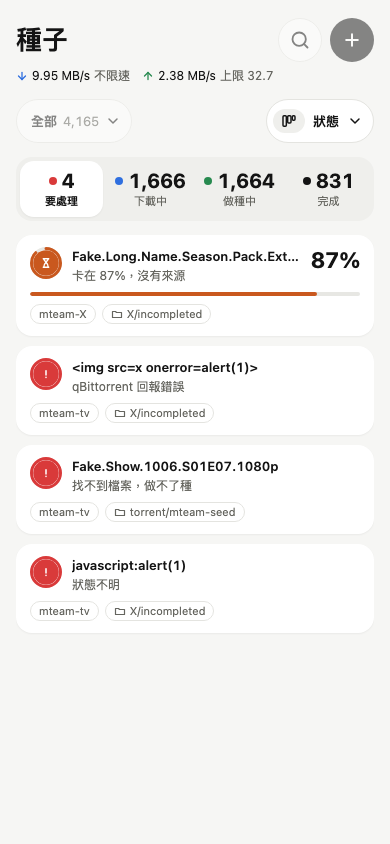 種子
9.95 MB/s 不限速 2.38 MB/s 上限 32.7
全部 4,165
狀態
4 1,666 1,664 831
要處理 下載中 做種中 完成
Fake.Long.Name.Season.Pack.Ext... 87%
卡在 87%，沒有來源
mteam-X X/incompleted
<img src=x onerror=alert(1)>
qBittorrent 回報錯誤
mteam-tv X/incompleted
Fake.Show.1006.S01E07.1080p
找不到檔案，做不了種
mteam-tv torrent/mteam-seed
javascript:alert(1)
狀態不明
mteam-tv X/incompleted